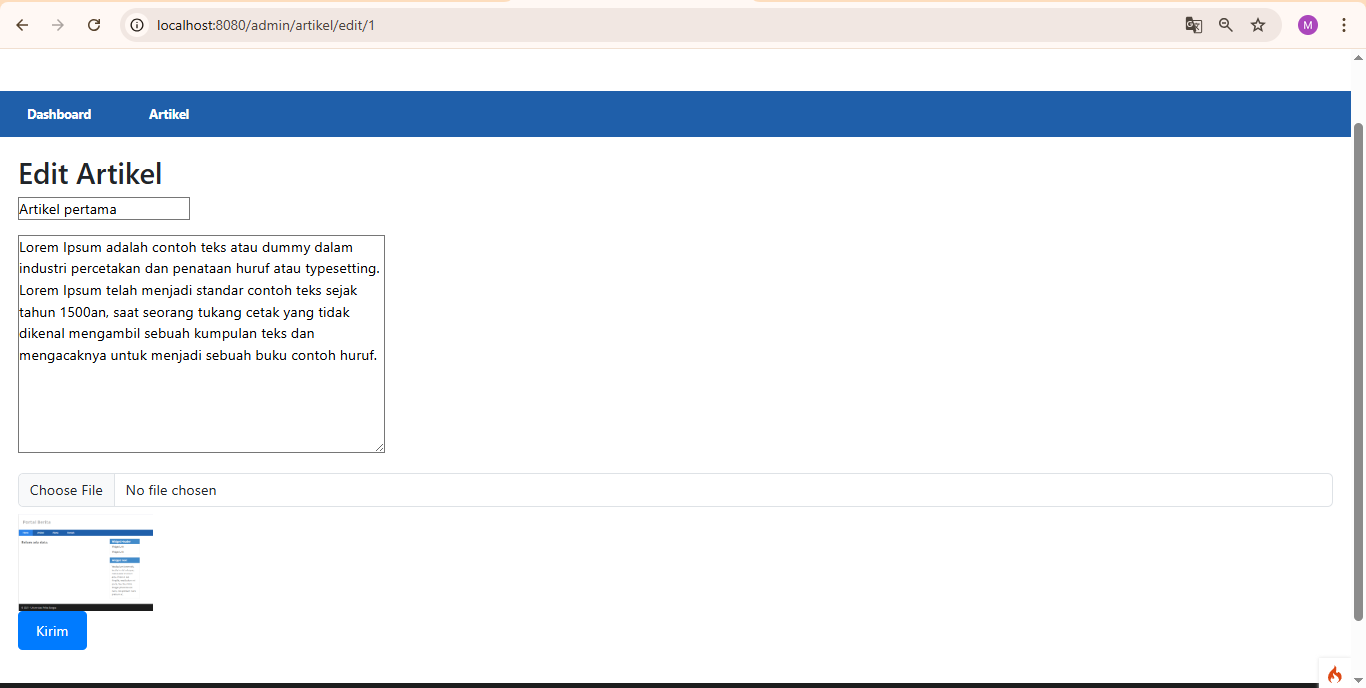 localhost:8080/admin/artikel/edit/1
M
Dashboard Artikel
Edit Artikel
Artikel pertama
Lorem Ipsum adalah contoh teks atau dummy dalam
industri percetakan dan penataan huruf atau typesetting.
Lorem Ipsum telah menjadi standar contoh teks sejak
tahun 1500an, saat seorang tukang cetak yang tidak
dikenal mengambil sebuah kumpulan teks dan
mengacaknya untuk menjadi sebuah buku contoh huruf.
Choose File No file chosen
Kirim